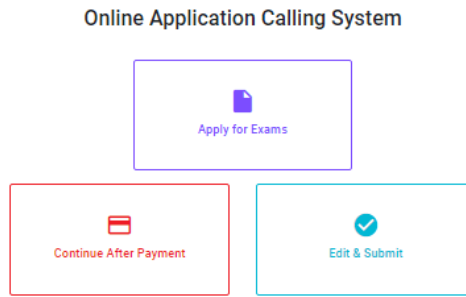 Online Application Calling System
Apply for Exams
Continue After Payment
Edit & Submit